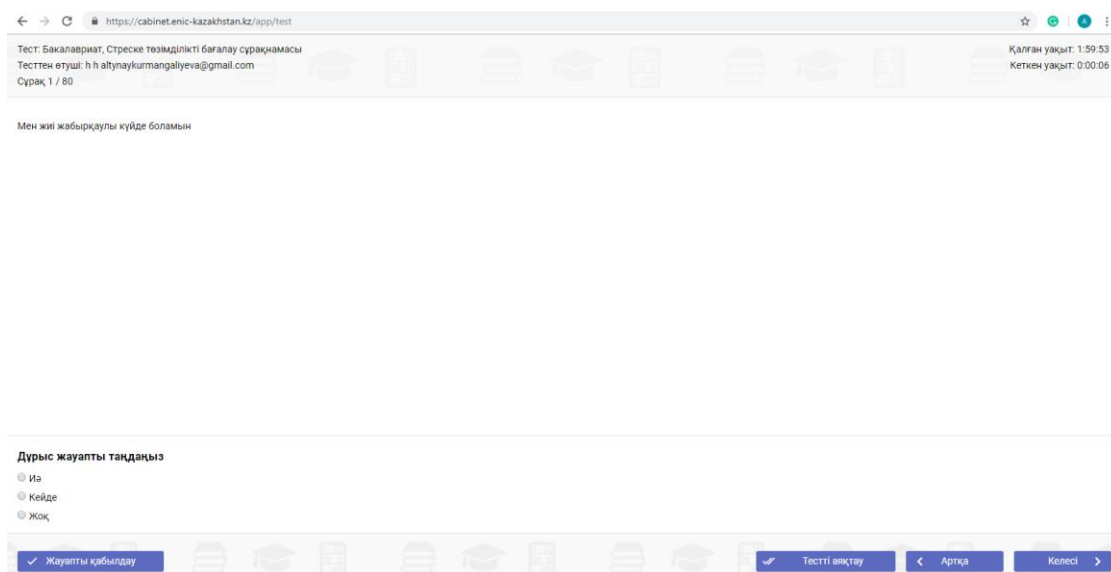 https://cabinet.enic-kazakhstan.kz/app/test
Тест: Бакалавриат, Стреске төзімділікті бағалау сұрақнамасы
Қалған уақыт: 1:59:53
Тесттен өтуші: h h altynaykurmangaliyeva@gmail.com
Кеткен уақыт: 0:00:06
Сұрақ 1 / 80
Мен жиі жабырқаулы күйде боламын
Дұрыс жауапты таңдаңыз
Иә
Кейде
Жоқ
Жауапты қабылдау
Тестті аяқтау
Артқа
Келесі